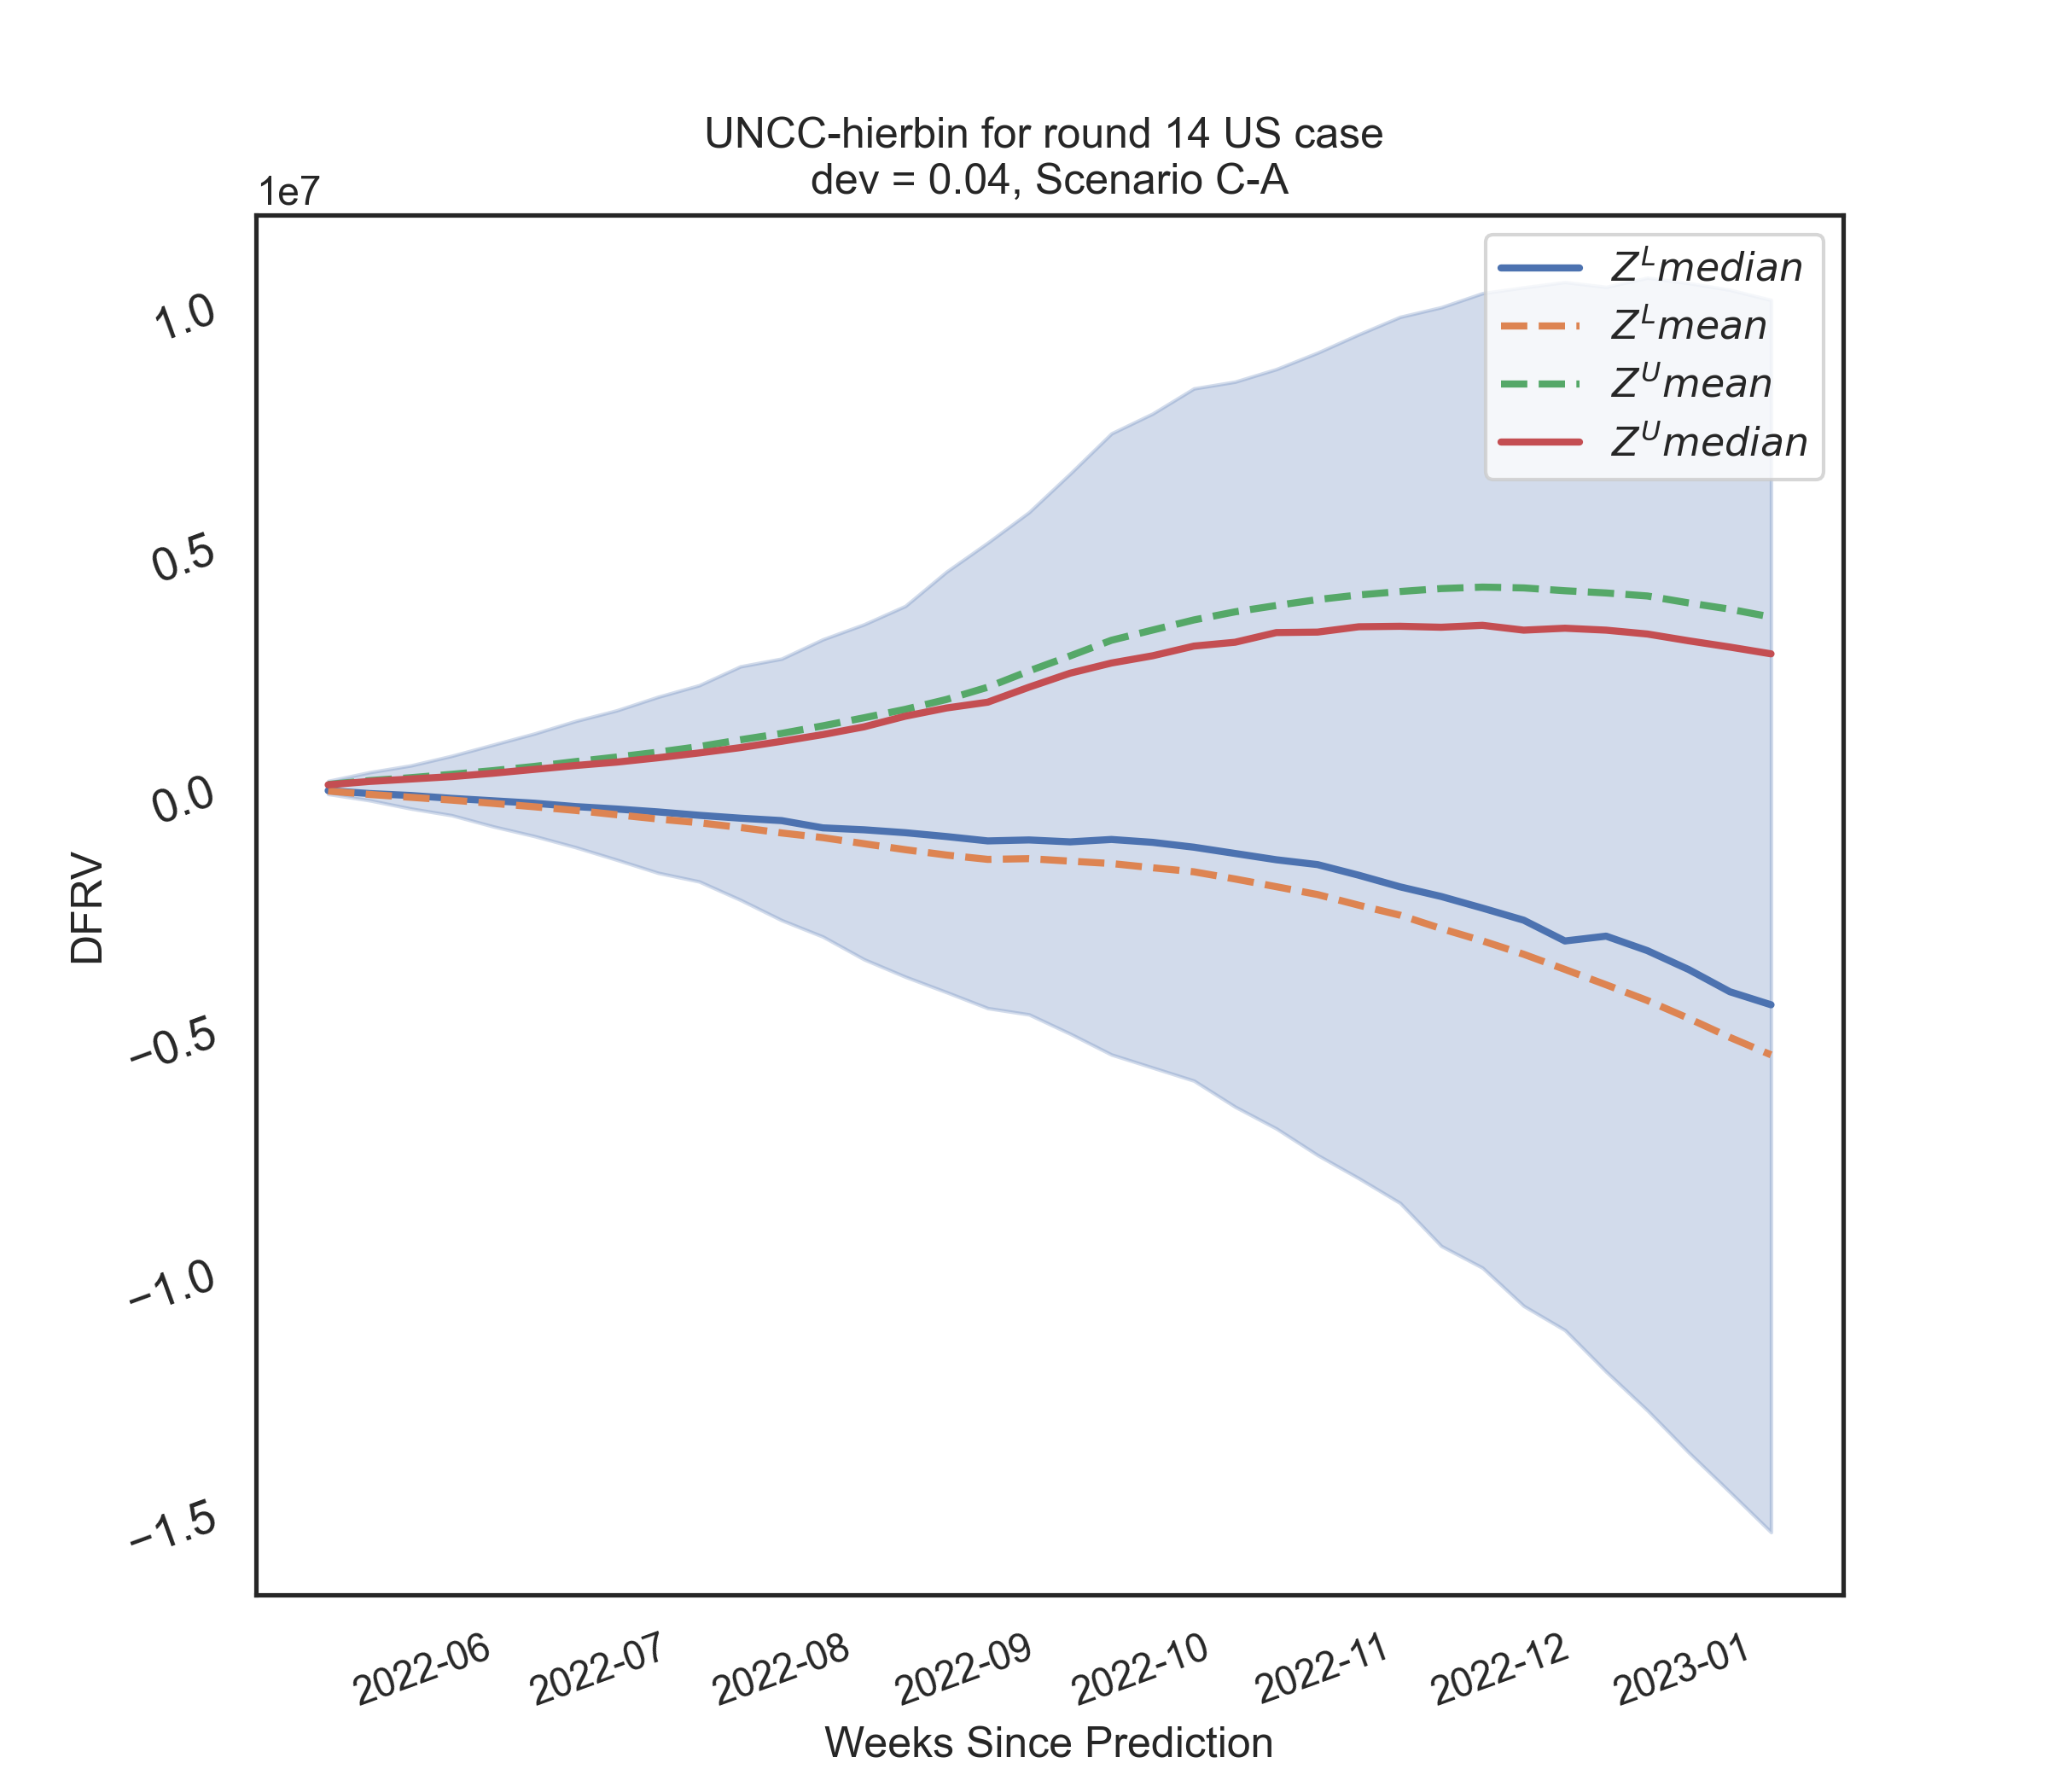 UNCC-hierbin for round 14 US case
dev = 0.04, Scenario C-A
1e7
Z^L median
Z^L mean
Z^U mean
Z^U median
1.0
0.5
0.0
−0.5
−1.0
−1.5
DFRV
2022-06 2022-07 2022-08 2022-09 2022-10 2022-11 2022-12 2023-01
Weeks Since Prediction